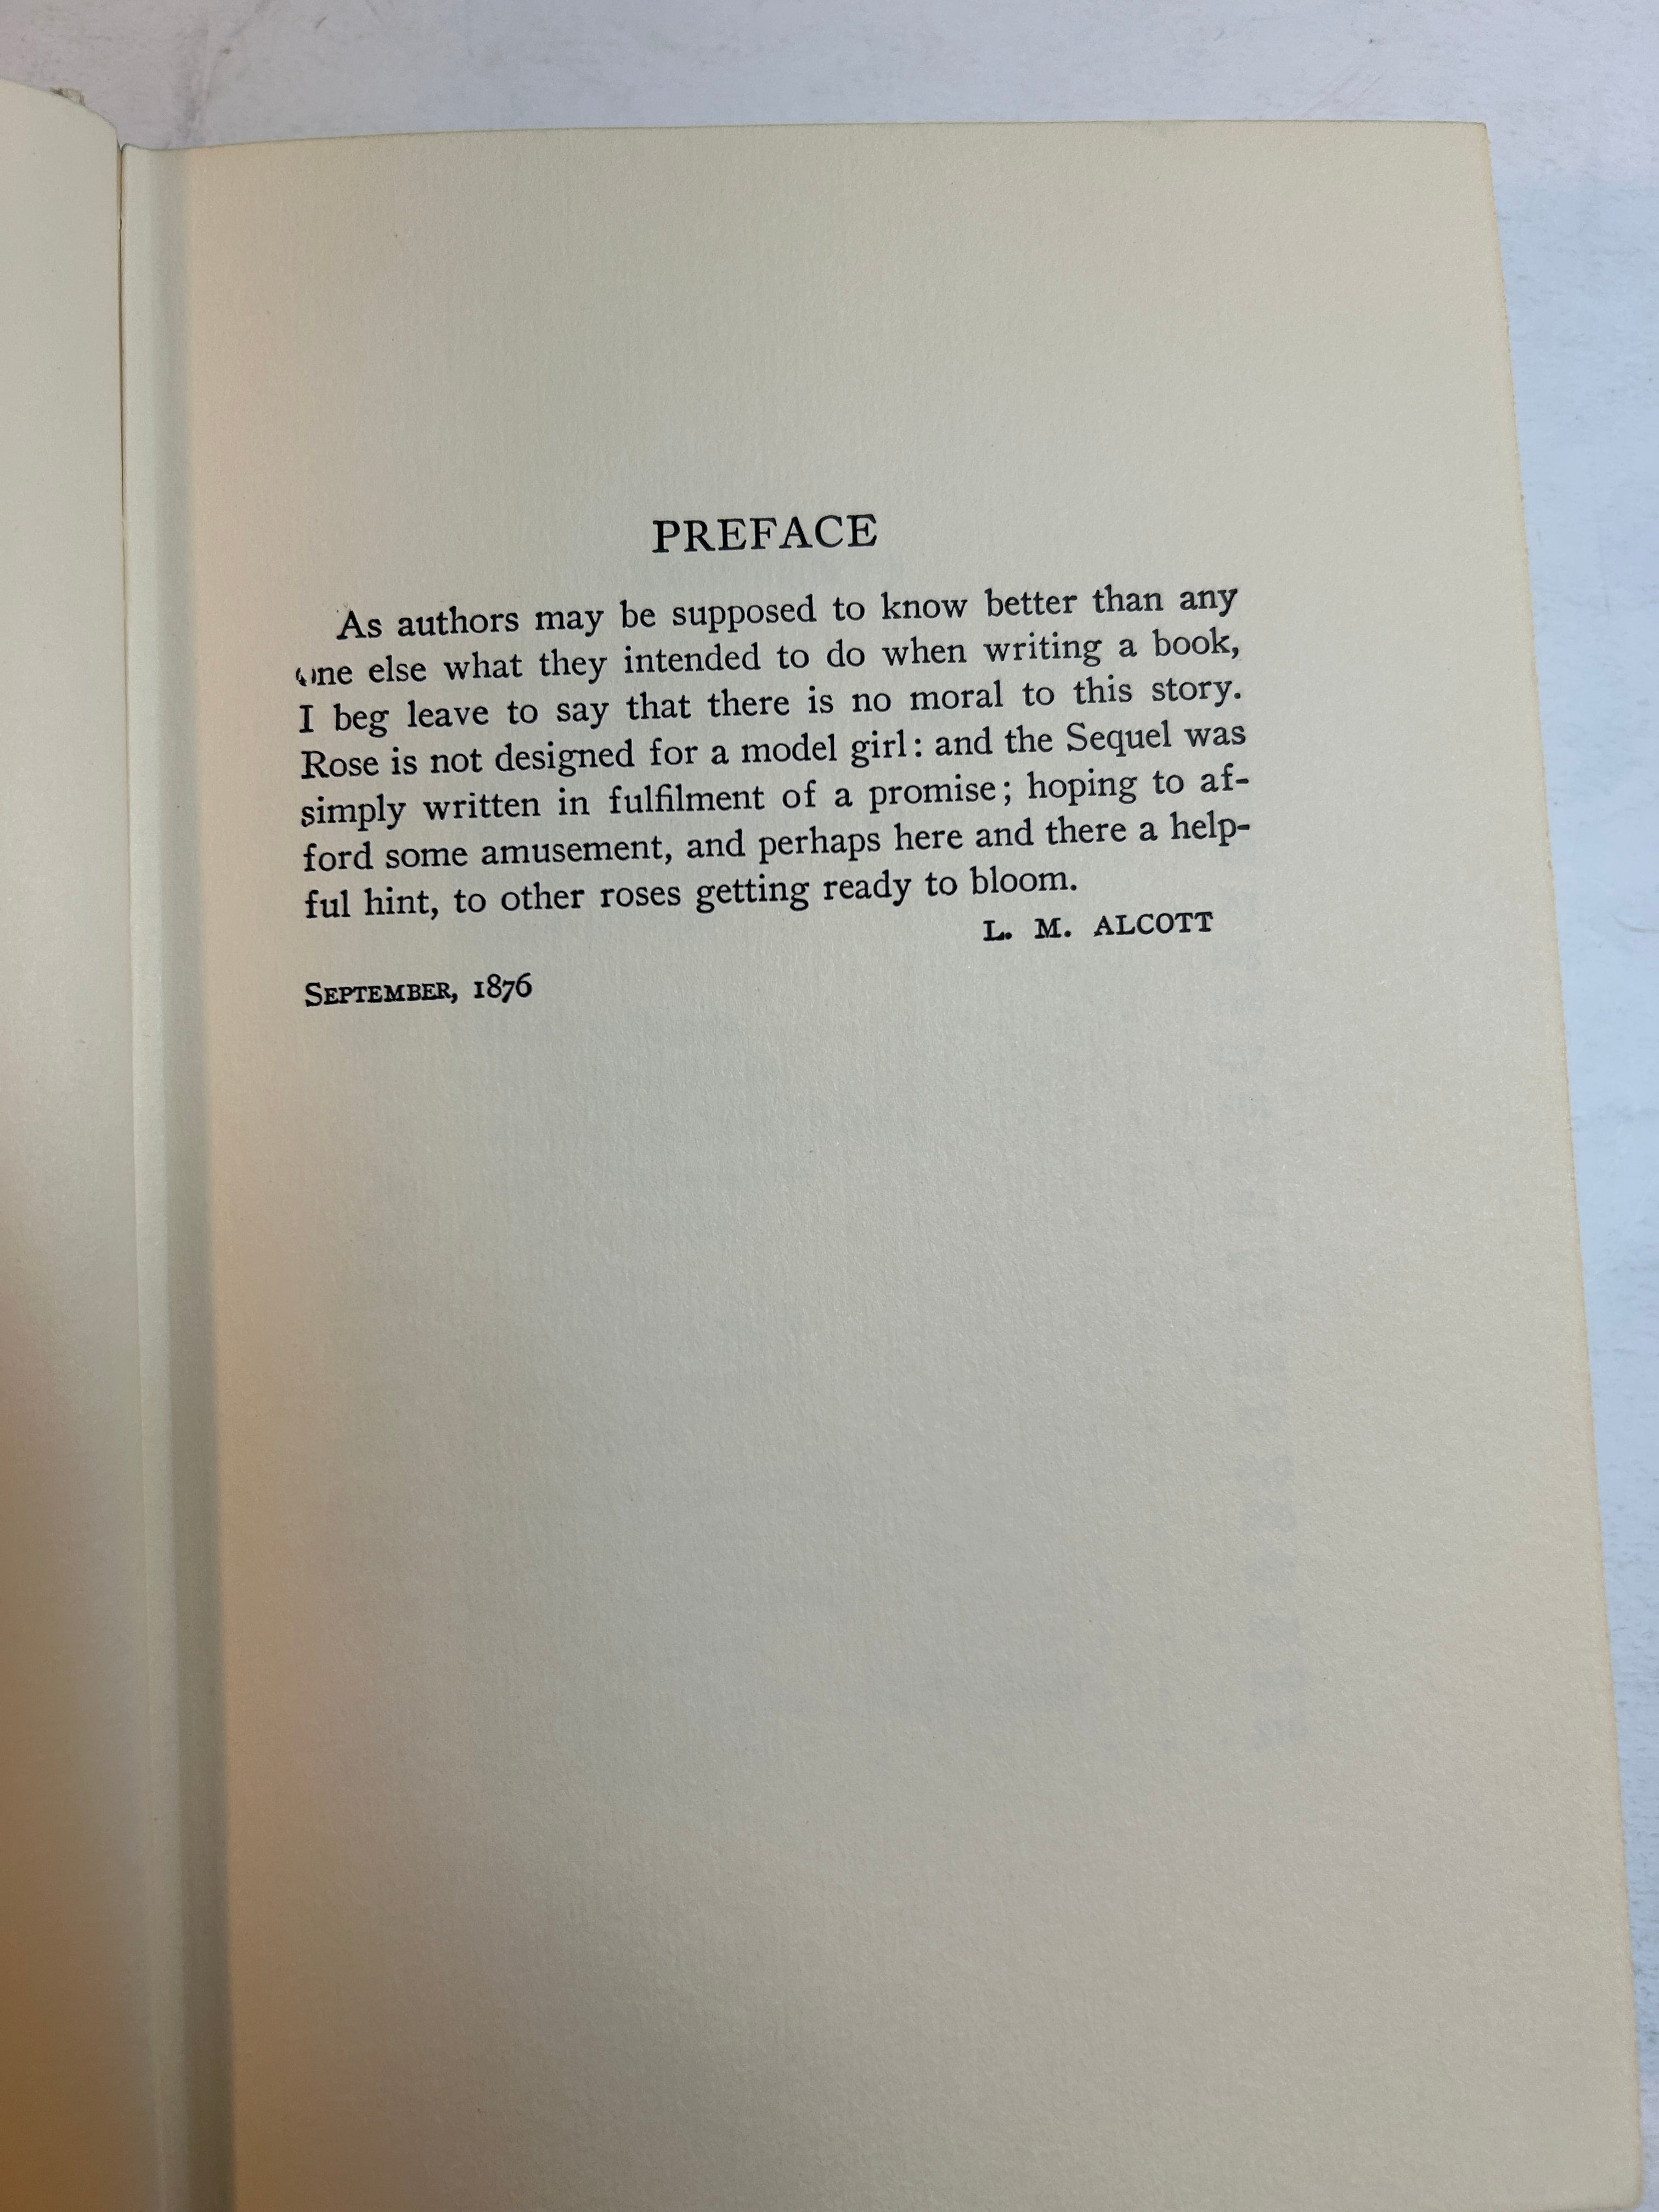 PREFACE
As authors may be supposed to know better than any
one else what they intended to do when writing a book,
I beg leave to say that there is no moral to this story.
Rose is not designed for a model girl: and the Sequel was
simply written in fulfilment of a promise; hoping to af-
ford some amusement, and perhaps here and there a help-
ful hint, to other roses getting ready to bloom.
L. M. ALCOTT
SEPTEMBER, 1876